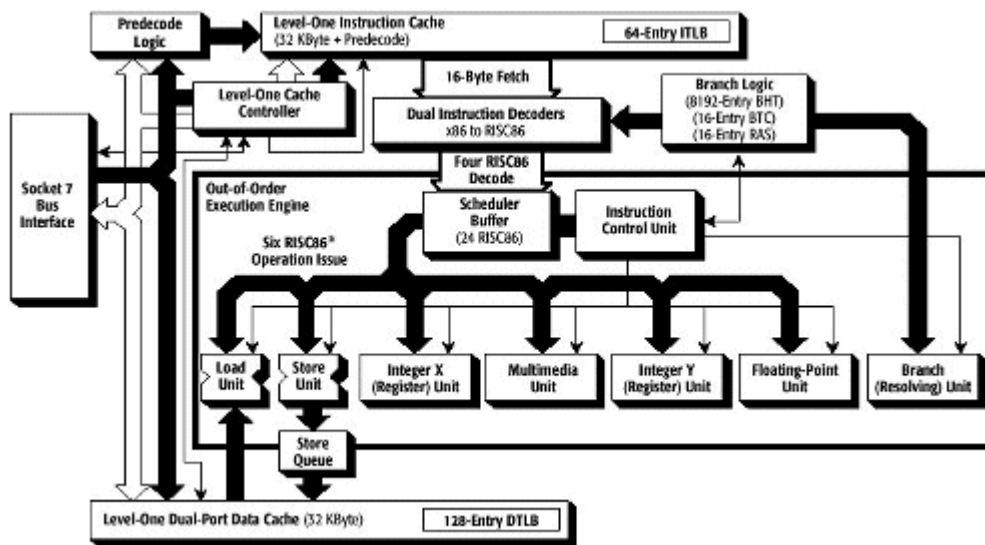 Predecode
Logic
Level-One Instruction Cache
(32 KByte + Predecode)
64-Entry ITLB
16-Byte Fetch
Level-One Cache
Controller
Dual Instruction Decoders
x86 to RISC86
Branch Logic
(8192-Entry BHT)
(16-Entry BTC)
(16-Entry RAS)
Four RISC86
Decode
Socket 7
Bus
Interface
Out-of-Order
Execution Engine
Scheduler
Buffer
(24 RISC86)
Instruction
Control Unit
Six RISC86®
Operation Issue
Load
Unit
Store
Unit
Integer X
(Register) Unit
Multimedia
Unit
Integer Y
(Register) Unit
Floating-Point
Unit
Branch
(Resolving) Unit
Store
Queue
Level-One Dual-Port Data Cache (32 KByte)
128-Entry DTLB